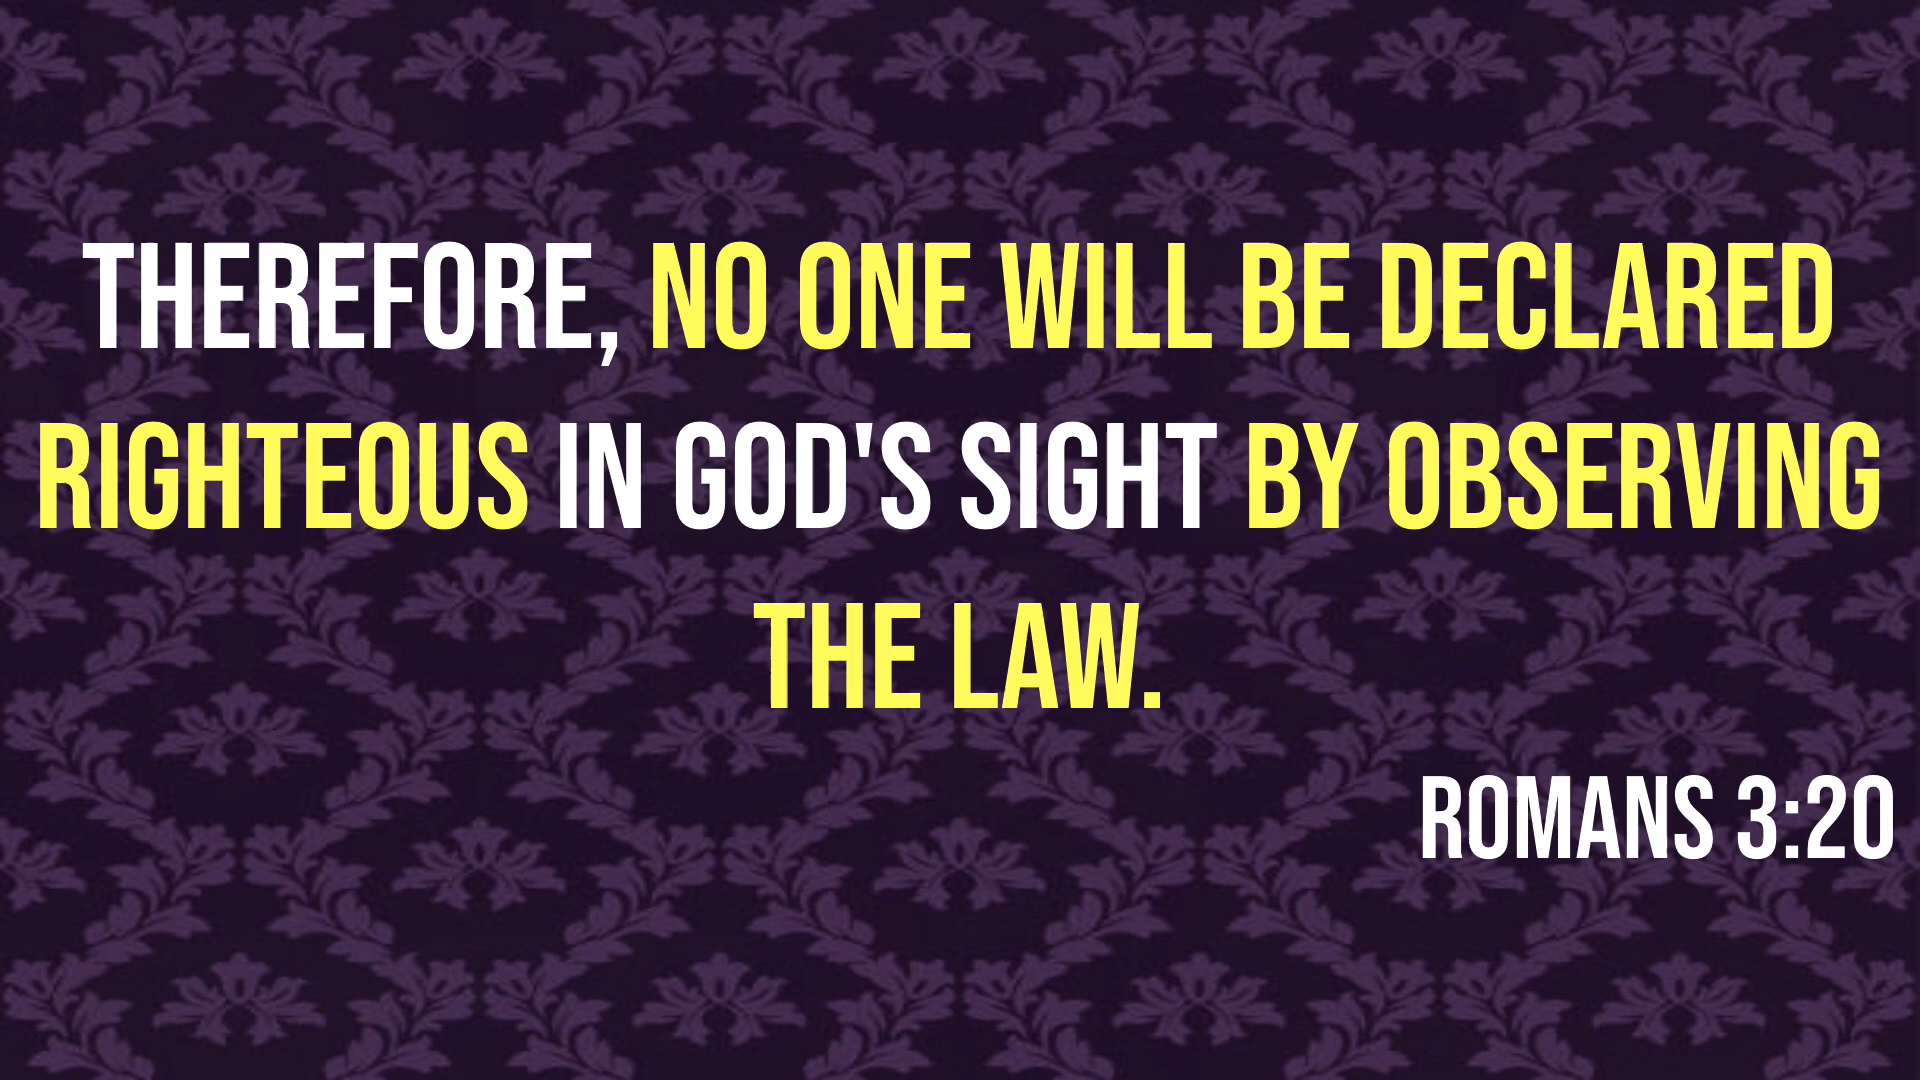 THEREFORE, NO ONE WILL BE DECLARED
RIGHTEOUS IN GOD'S SIGHT BY OBSERVING
THE LAW.
ROMANS 3:20